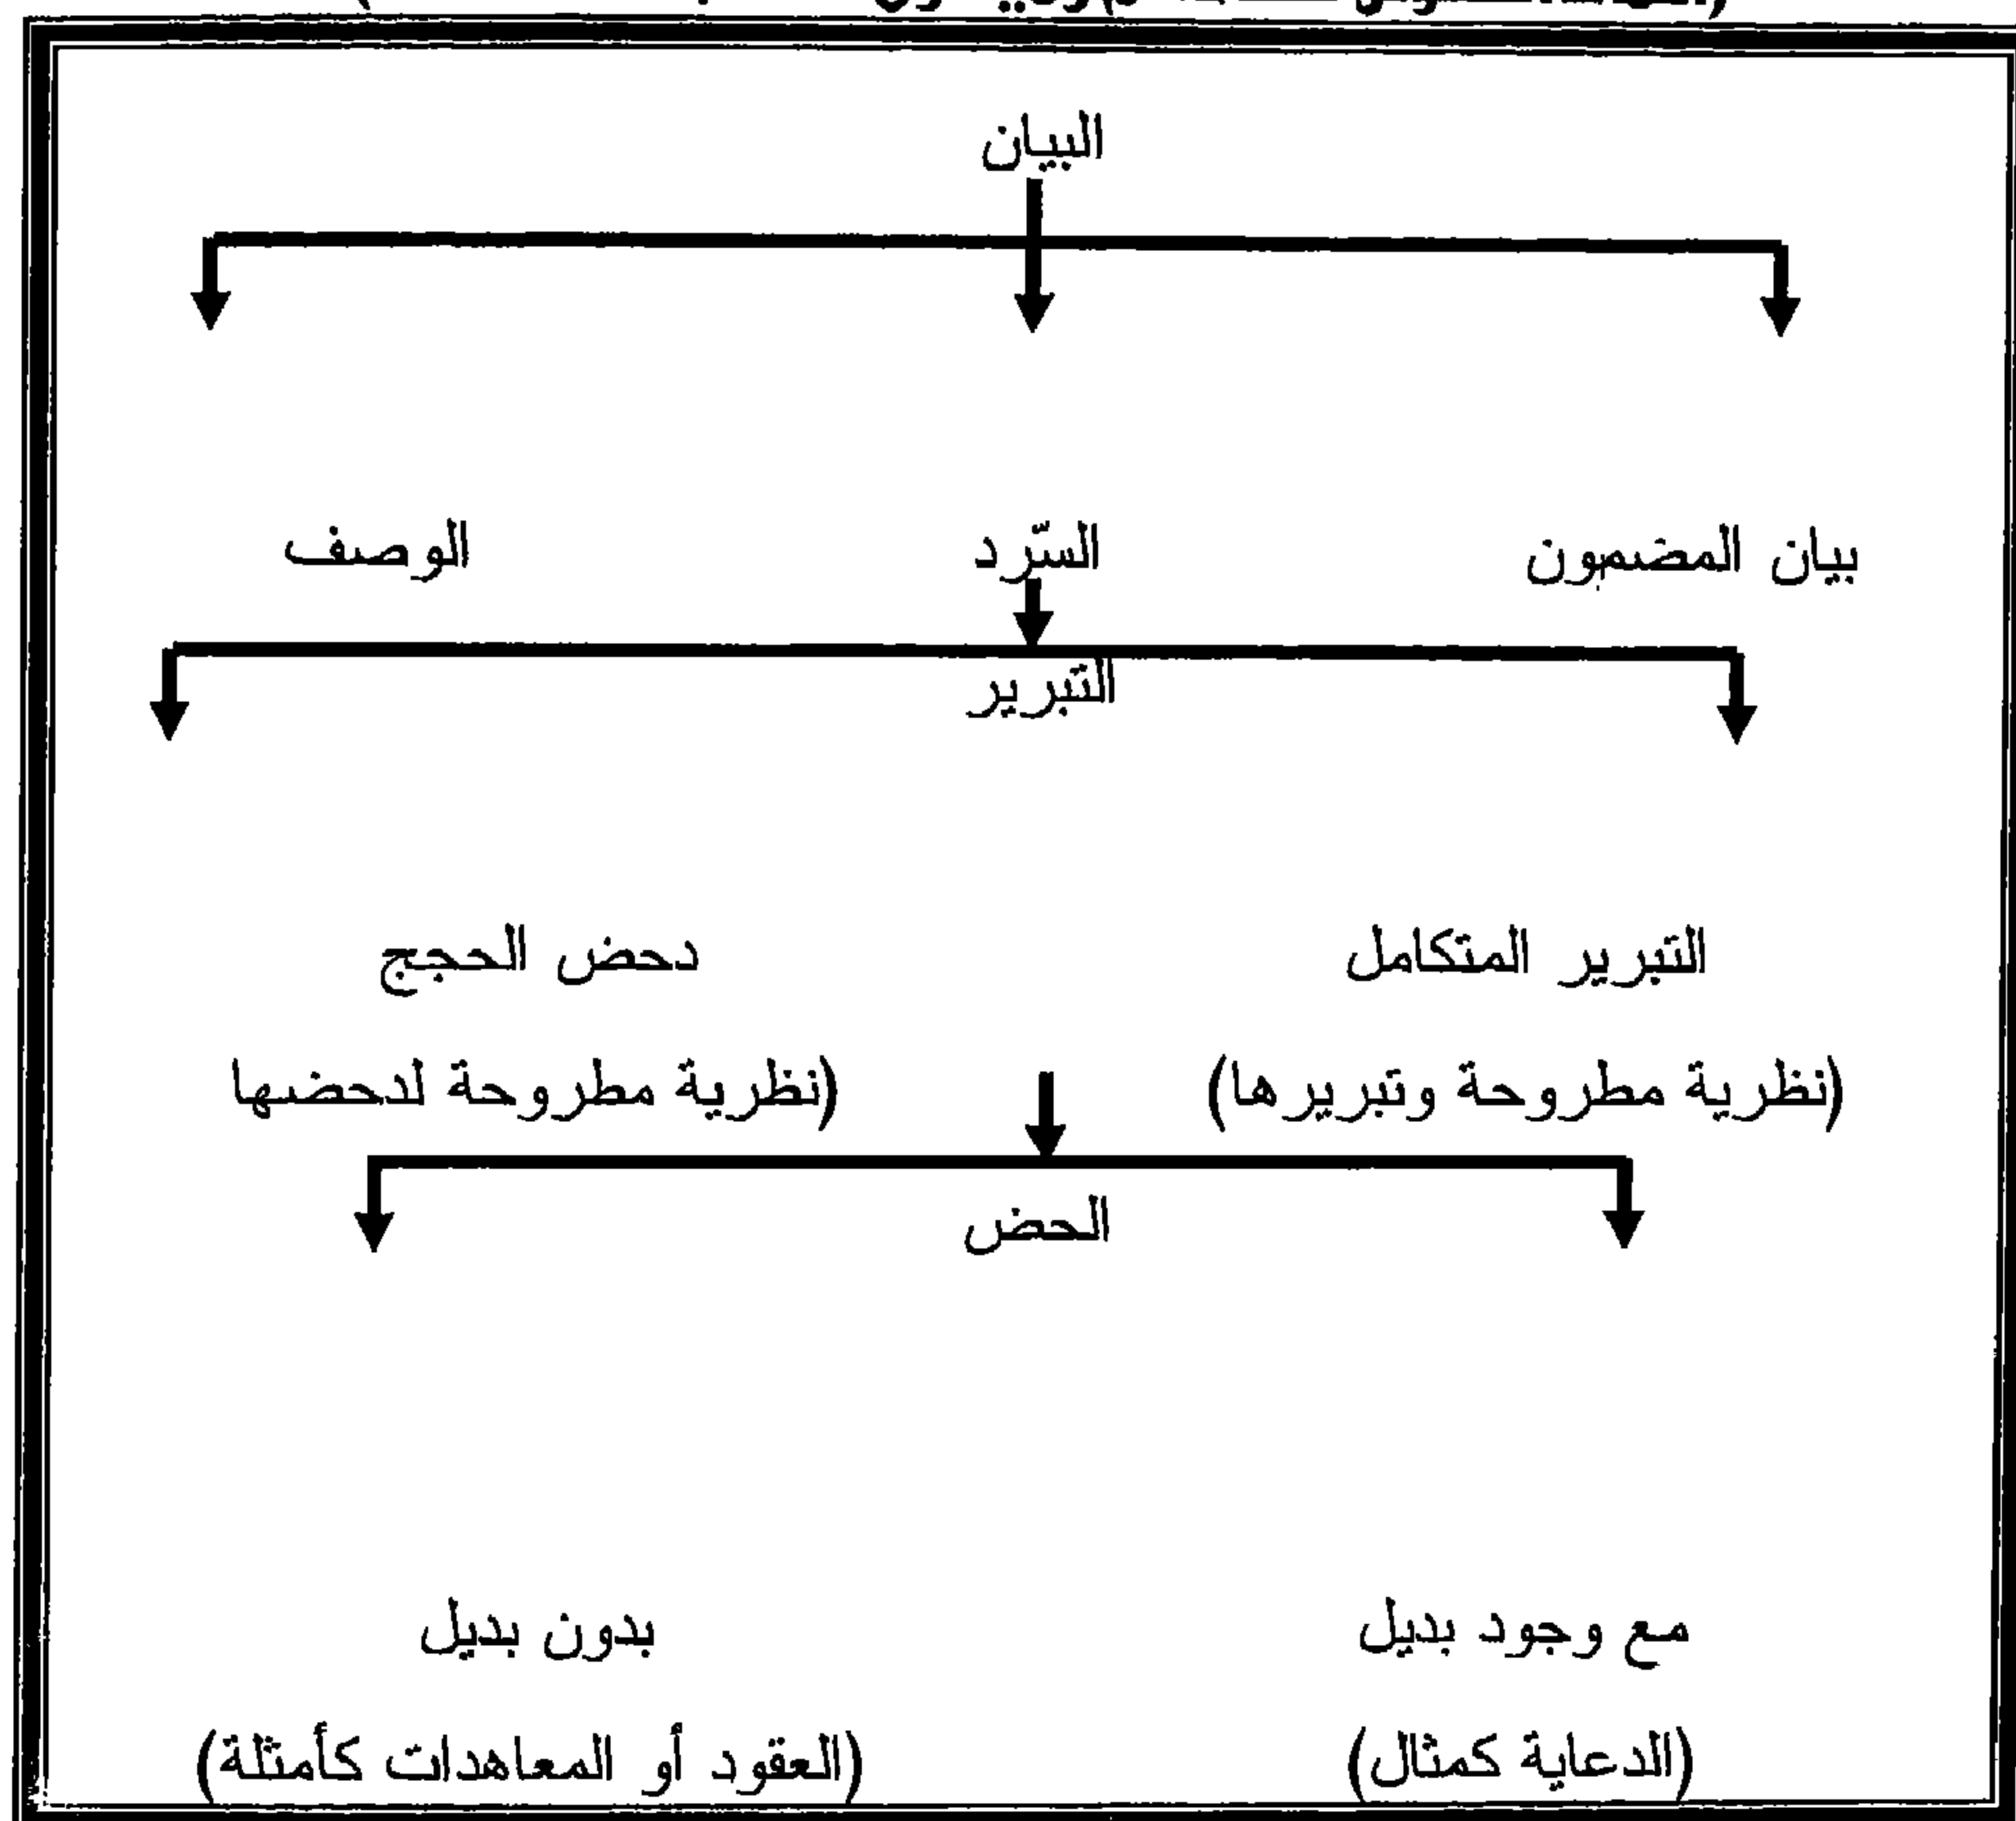 البيان
بيان المضمون السّرد الوصف
التبرير
التبرير المتكامل دحض الحجج
(نظرية مطروحة وتبريرها) (نظرية مطروحة لدحضها
الحض
مع وجود بديل بدون بديل
(الدعاية كمثال) (العقود أو المعاهدات كأمثلة)